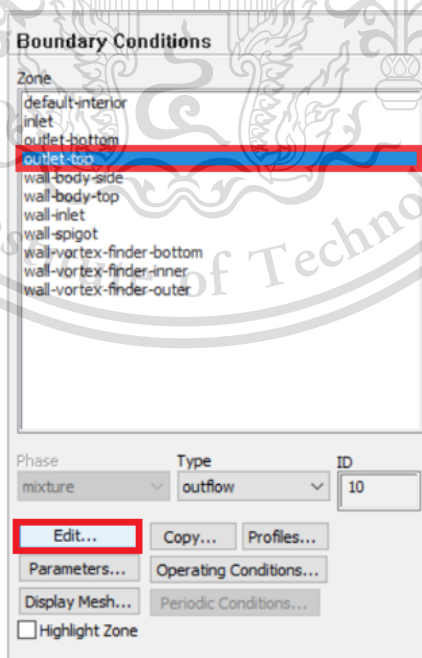 Boundary Conditions
Zone
default-interior
inlet
outlet-bottom
outlet-top
wall-body-side
wall-body-top
wall-inlet
wall-spigot
wall-vortex-finder-bottom
wall-vortex-finder-inner
wall-vortex-finder-outer
of Techno
Phase Type ID
mixture outflow 10
Edit... Copy... Profiles...
Parameters... Operating Conditions...
Display Mesh... Periodic Conditions...
Highlight Zone